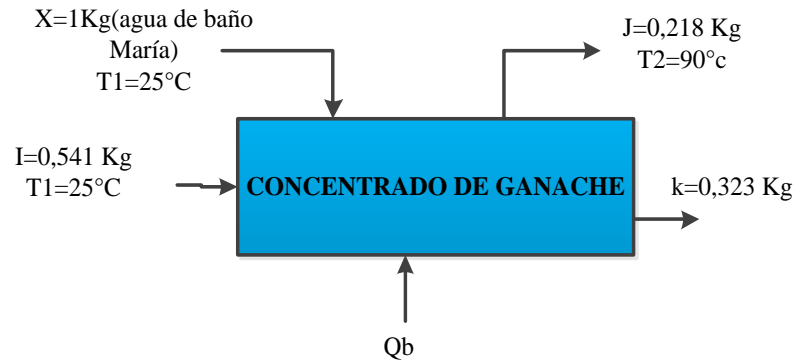 X=1Kg(agua de baño
María)
T1=25°C
J=0,218 Kg
T2=90°c
I=0,541 Kg
T1=25°C
CONCENTRADO DE GANACHE
k=0,323 Kg
Qb